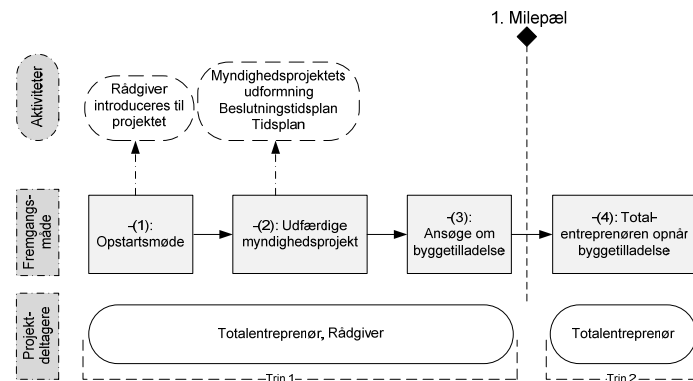 1. Milepæl
Aktiviteter
Rådgiver
introduceres til
projektet
Myndighedsprojektets
udformning
Beslutningstidsplan
Tidsplan
Fremgangs-
måde
-(1):
Opstartsmøde
-(2): Udfærdige
myndighedsprojekt
-(3):
Ansøge om
byggetilladelse
-(4): Total-
entreprenøren opnår
byggetilladelse
Projekt-
deltagere
Totalentreprenør, Rådgiver
Totalentreprenør
Trin 1
Trin 2